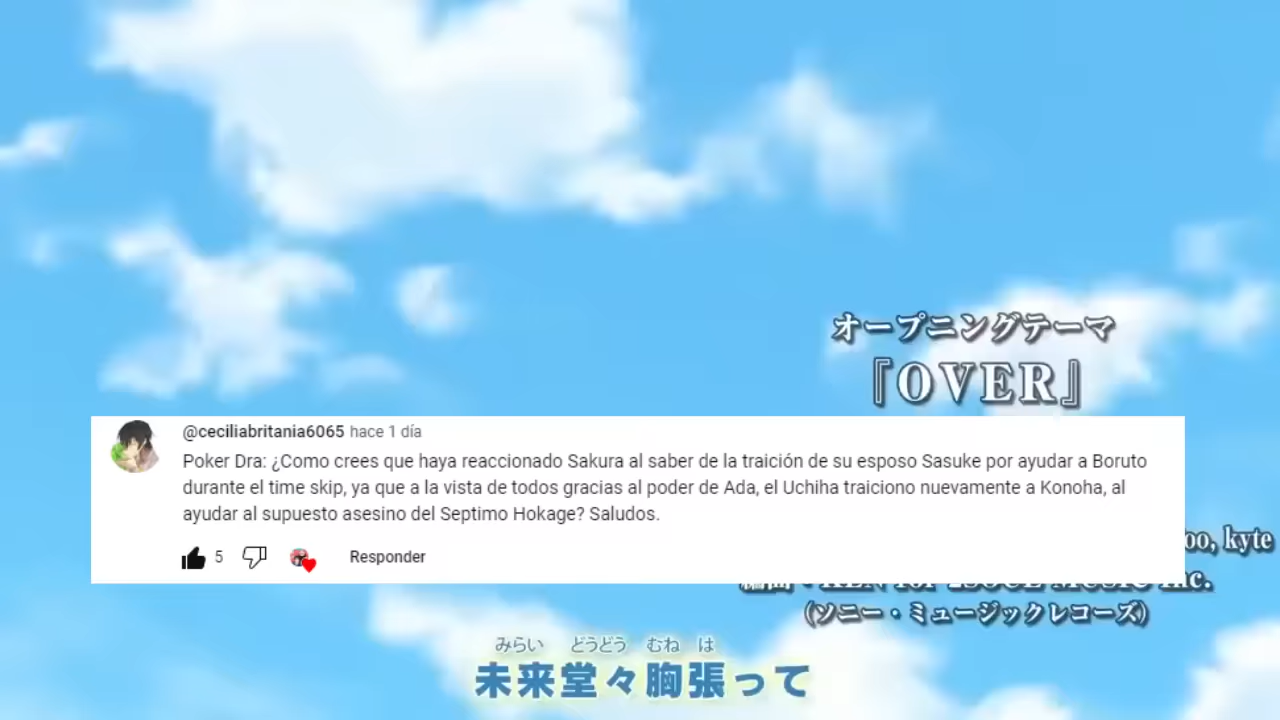 オープニングテーマ
『OVER』
@ceciliabritania6065 hace 1 día
Poker Dra: ¿Como crees que haya reaccionado Sakura al saber de la traición de su esposo Sasuke por ayudar a Boruto
durante el time skip, ya que a la vista de todos gracias al poder de Ada, el Uchiha traiciono nuevamente a Konoha, al
ayudar al supuesto asesino del Septimo Hokage? Saludos.
oo, kyte
5 Responder
nc.
(ソニー・ミュージックレコーズ)
みらい どうどう むね は
未来堂々胸張って